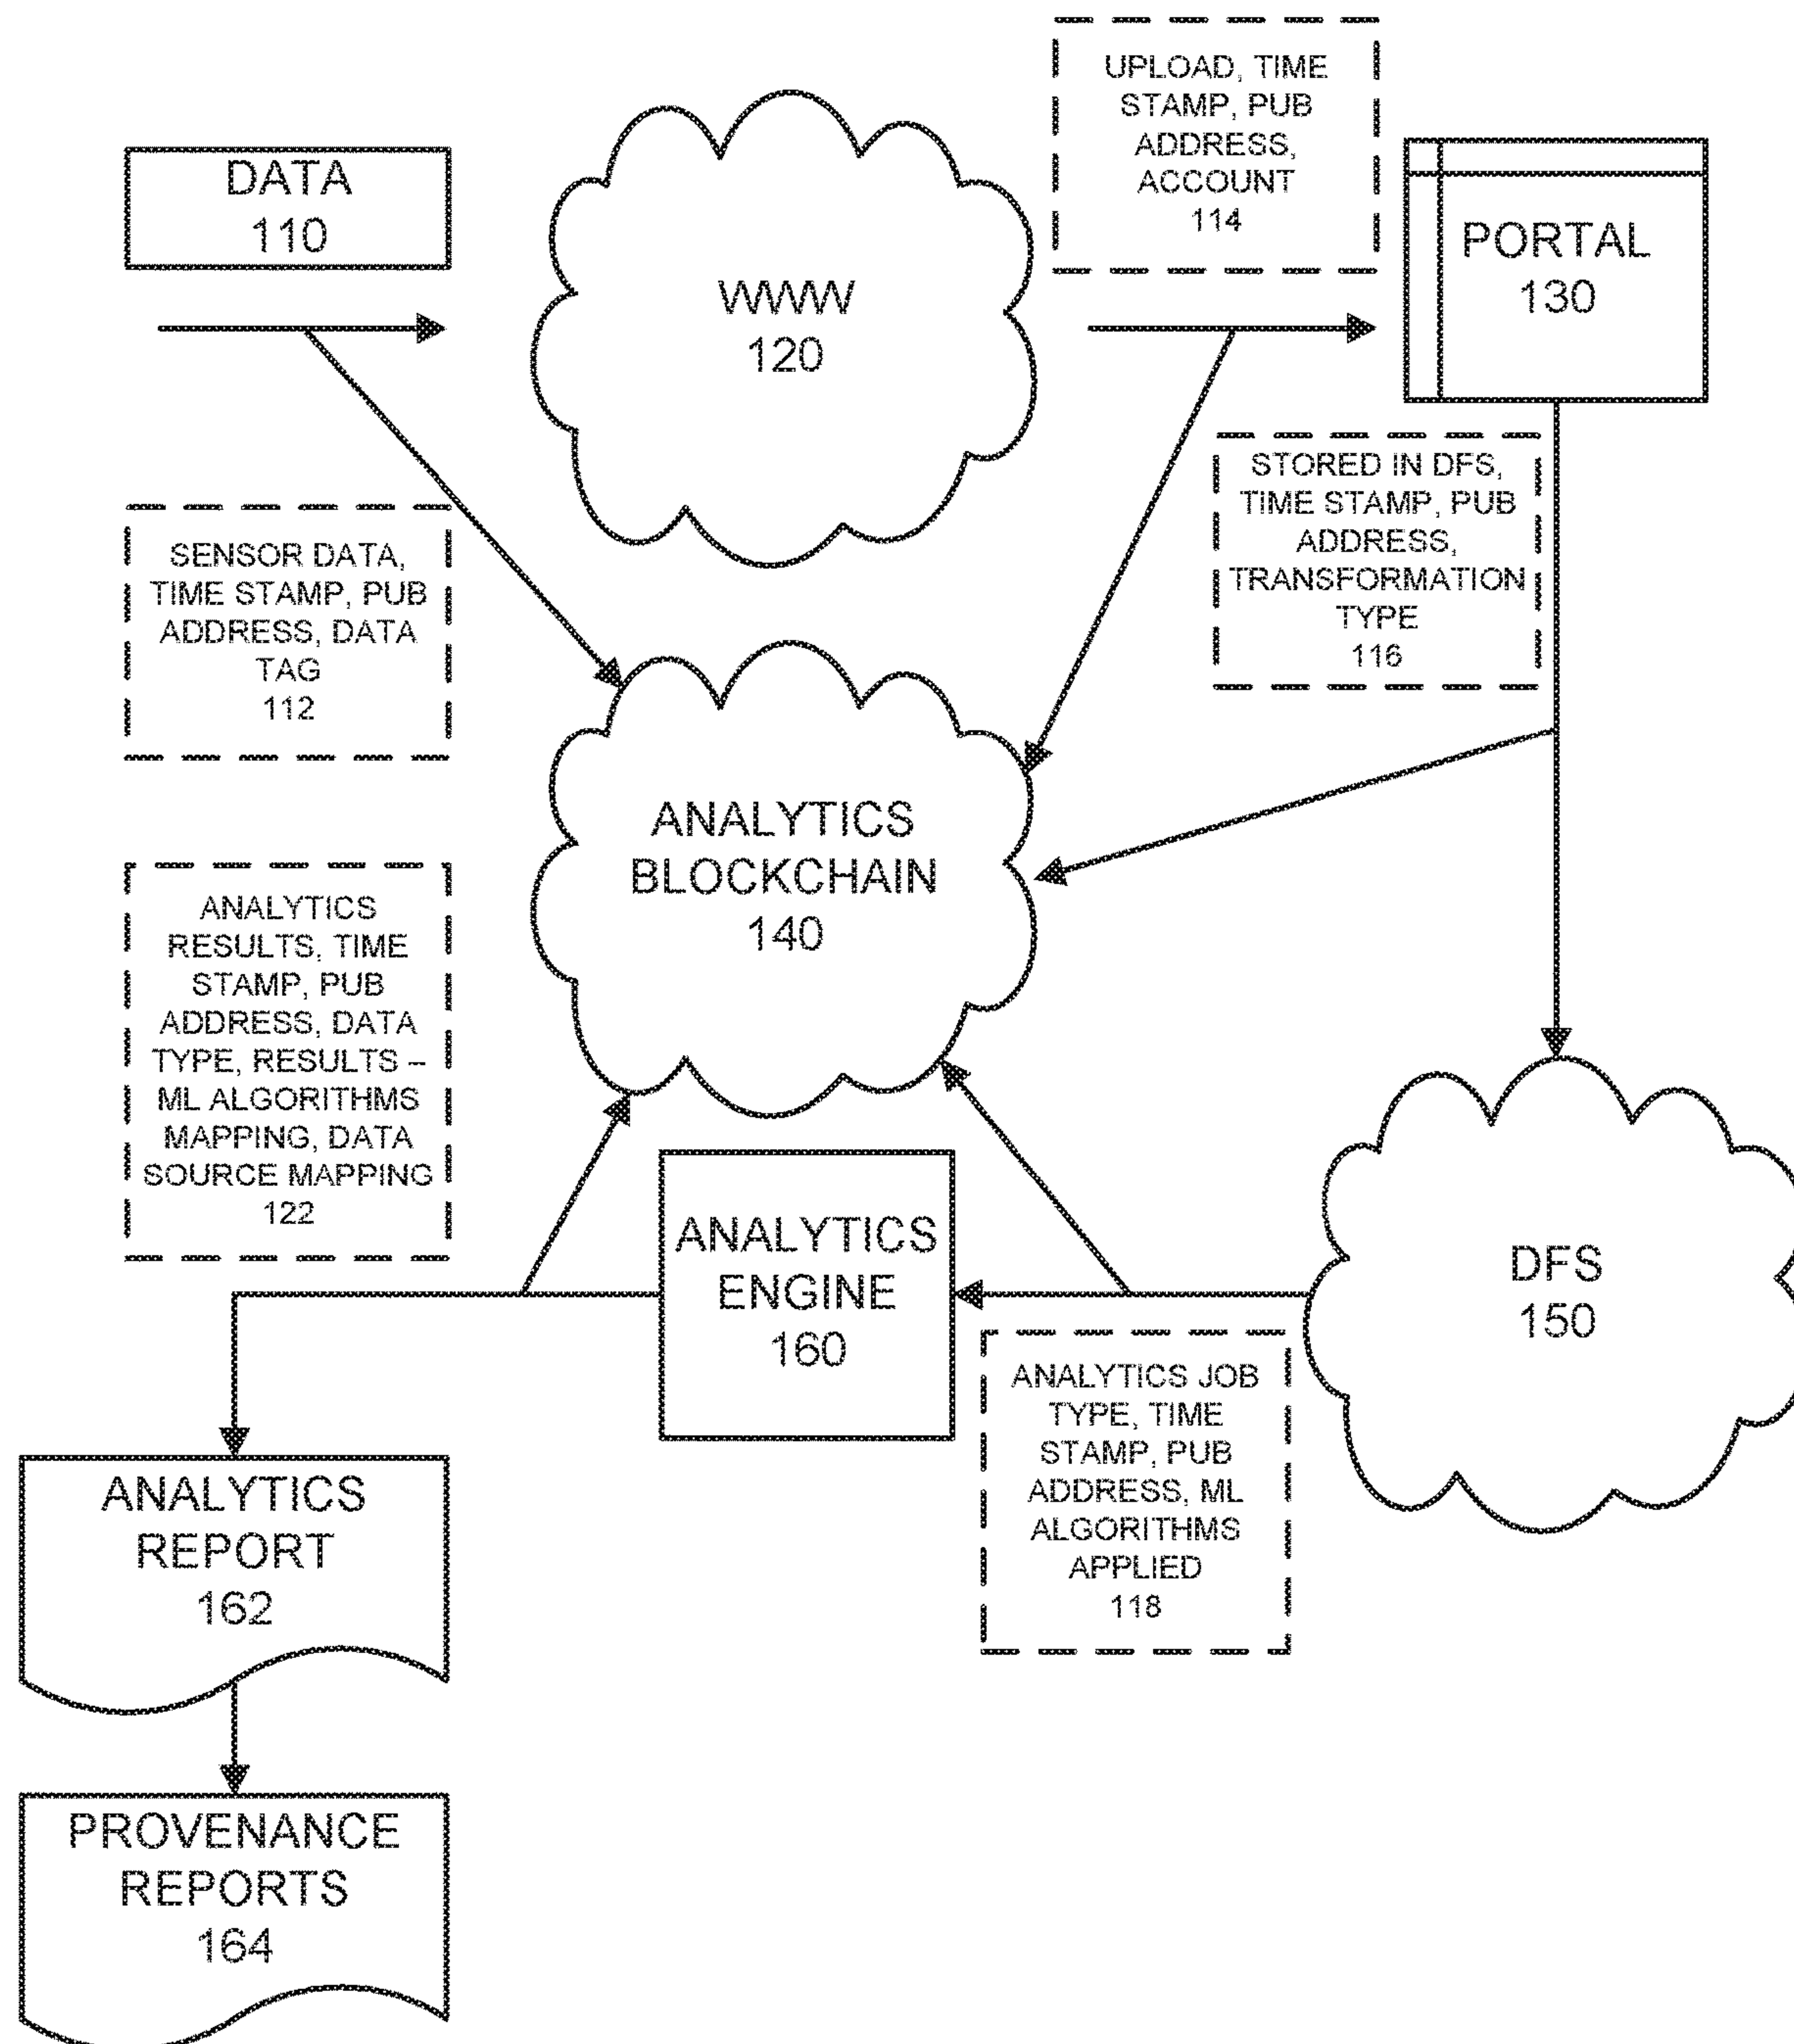 UPLOAD, TIME
STAMP, PUB
ADDRESS,
ACCOUNT
114
DATA
110
WWW
120
PORTAL
130
STORED IN DFS,
TIME STAMP, PUB
ADDRESS,
TRANSFORMATION
TYPE
116
SENSOR DATA,
TIME STAMP, PUB
ADDRESS, DATA
TAG
112
ANALYTICS
BLOCKCHAIN
140
ANALYTICS
RESULTS, TIME
STAMP, PUB
ADDRESS, DATA
TYPE, RESULTS –
ML ALGORITHMS
MAPPING, DATA
SOURCE MAPPING
122
ANALYTICS
ENGINE
160
DFS
150
ANALYTICS JOB
TYPE, TIME
STAMP, PUB
ADDRESS, ML
ALGORITHMS
APPLIED
118
ANALYTICS
REPORT
162
PROVENANCE
REPORTS
164